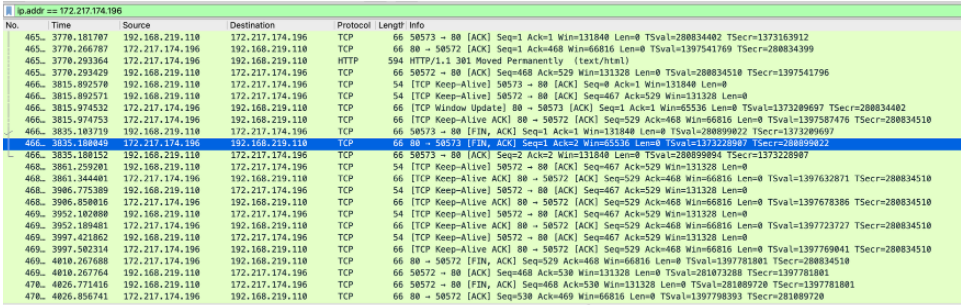 ip.addr == 172.217.174.196
No. Time Source Destination Protocol Length Info
465… 3770.181707 192.168.219.110 172.217.174.196 TCP 66 50573 → 80 [ACK] Seq=1 Ack=1 Win=131840 Len=0 TSval=280834402 TSecr=1373163912
465… 3770.266787 172.217.174.196 192.168.219.110 TCP 66 80 → 50572 [ACK] Seq=1 Ack=468 Win=66816 Len=0 TSval=1397541769 TSecr=280834399
465… 3770.293364 172.217.174.196 192.168.219.110 HTTP 594 HTTP/1.1 301 Moved Permanently (text/html)
465… 3770.293429 192.168.219.110 172.217.174.196 TCP 66 50572 → 80 [ACK] Seq=468 Ack=529 Win=131328 Len=0 TSval=280834510 TSecr=1397541796
466… 3815.892570 192.168.219.110 172.217.174.196 TCP 54 [TCP Keep-Alive] 50573 → 80 [ACK] Seq=0 Ack=1 Win=131840 Len=0
466… 3815.892571 192.168.219.110 172.217.174.196 TCP 54 [TCP Keep-Alive] 50572 → 80 [ACK] Seq=467 Ack=529 Win=131328 Len=0
466… 3815.974532 172.217.174.196 192.168.219.110 TCP 66 [TCP Window Update] 80 → 50573 [ACK] Seq=1 Ack=1 Win=65536 Len=0 TSval=1373209697 TSecr=280834402
466… 3815.974753 172.217.174.196 192.168.219.110 TCP 66 [TCP Keep-Alive ACK] 80 → 50572 [ACK] Seq=529 Ack=468 Win=66816 Len=0 TSval=1397587476 TSecr=280834510
466… 3835.103719 192.168.219.110 172.217.174.196 TCP 66 50573 → 80 [FIN, ACK] Seq=1 Ack=1 Win=131840 Len=0 TSval=280899022 TSecr=1373209697
466… 3835.180049 172.217.174.196 192.168.219.110 TCP 66 80 → 50573 [FIN, ACK] Seq=1 Ack=2 Win=65536 Len=0 TSval=1373228907 TSecr=280899022
466… 3835.180152 192.168.219.110 172.217.174.196 TCP 66 50573 → 80 [ACK] Seq=2 Ack=2 Win=131840 Len=0 TSval=280899094 TSecr=1373228907
468… 3861.259201 192.168.219.110 172.217.174.196 TCP 54 [TCP Keep-Alive] 50572 → 80 [ACK] Seq=467 Ack=529 Win=131328 Len=0
468… 3861.344401 172.217.174.196 192.168.219.110 TCP 66 [TCP Keep-Alive ACK] 80 → 50572 [ACK] Seq=529 Ack=468 Win=66816 Len=0 TSval=1397632871 TSecr=280834510
468… 3906.775389 192.168.219.110 172.217.174.196 TCP 54 [TCP Keep-Alive] 50572 → 80 [ACK] Seq=467 Ack=529 Win=131328 Len=0
468… 3906.850016 172.217.174.196 192.168.219.110 TCP 66 [TCP Keep-Alive ACK] 80 → 50572 [ACK] Seq=529 Ack=468 Win=66816 Len=0 TSval=1397678386 TSecr=280834510
469… 3952.102080 192.168.219.110 172.217.174.196 TCP 54 [TCP Keep-Alive] 50572 → 80 [ACK] Seq=467 Ack=529 Win=131328 Len=0
469… 3952.189481 172.217.174.196 192.168.219.110 TCP 66 [TCP Keep-Alive ACK] 80 → 50572 [ACK] Seq=529 Ack=468 Win=66816 Len=0 TSval=1397723727 TSecr=280834510
469… 3997.421862 192.168.219.110 172.217.174.196 TCP 54 [TCP Keep-Alive] 50572 → 80 [ACK] Seq=467 Ack=529 Win=131328 Len=0
469… 3997.502314 172.217.174.196 192.168.219.110 TCP 66 [TCP Keep-Alive ACK] 80 → 50572 [ACK] Seq=529 Ack=468 Win=66816 Len=0 TSval=1397769041 TSecr=280834510
469… 4010.267688 172.217.174.196 192.168.219.110 TCP 66 80 → 50572 [FIN, ACK] Seq=529 Ack=468 Win=66816 Len=0 TSval=1397781801 TSecr=280834510
469… 4010.267764 192.168.219.110 172.217.174.196 TCP 66 50572 → 80 [ACK] Seq=468 Ack=530 Win=131328 Len=0 TSval=281073288 TSecr=1397781801
470… 4026.771416 192.168.219.110 172.217.174.196 TCP 66 50572 → 80 [FIN, ACK] Seq=468 Ack=530 Win=131328 Len=0 TSval=281089720 TSecr=1397781801
470… 4026.856741 172.217.174.196 192.168.219.110 TCP 66 80 → 50572 [ACK] Seq=530 Ack=469 Win=66816 Len=0 TSval=1397798393 TSecr=281089720